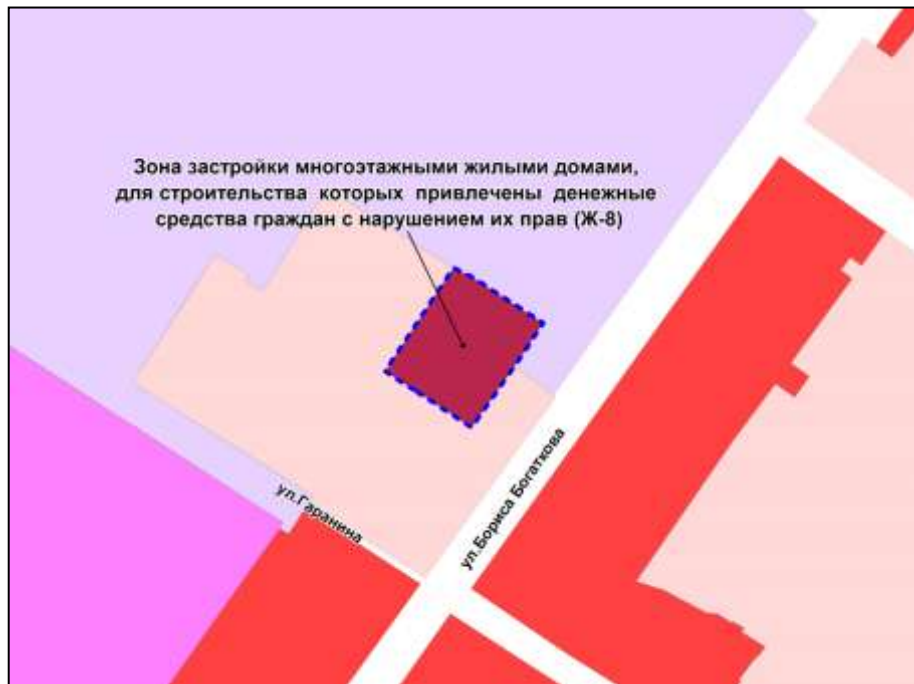 Зона застройки многоэтажными жилыми домами,
для строительства которых привлечены денежные
средства граждан с нарушением их прав (Ж-8)
ул.Гаранина
ул.Бориса Богаткова